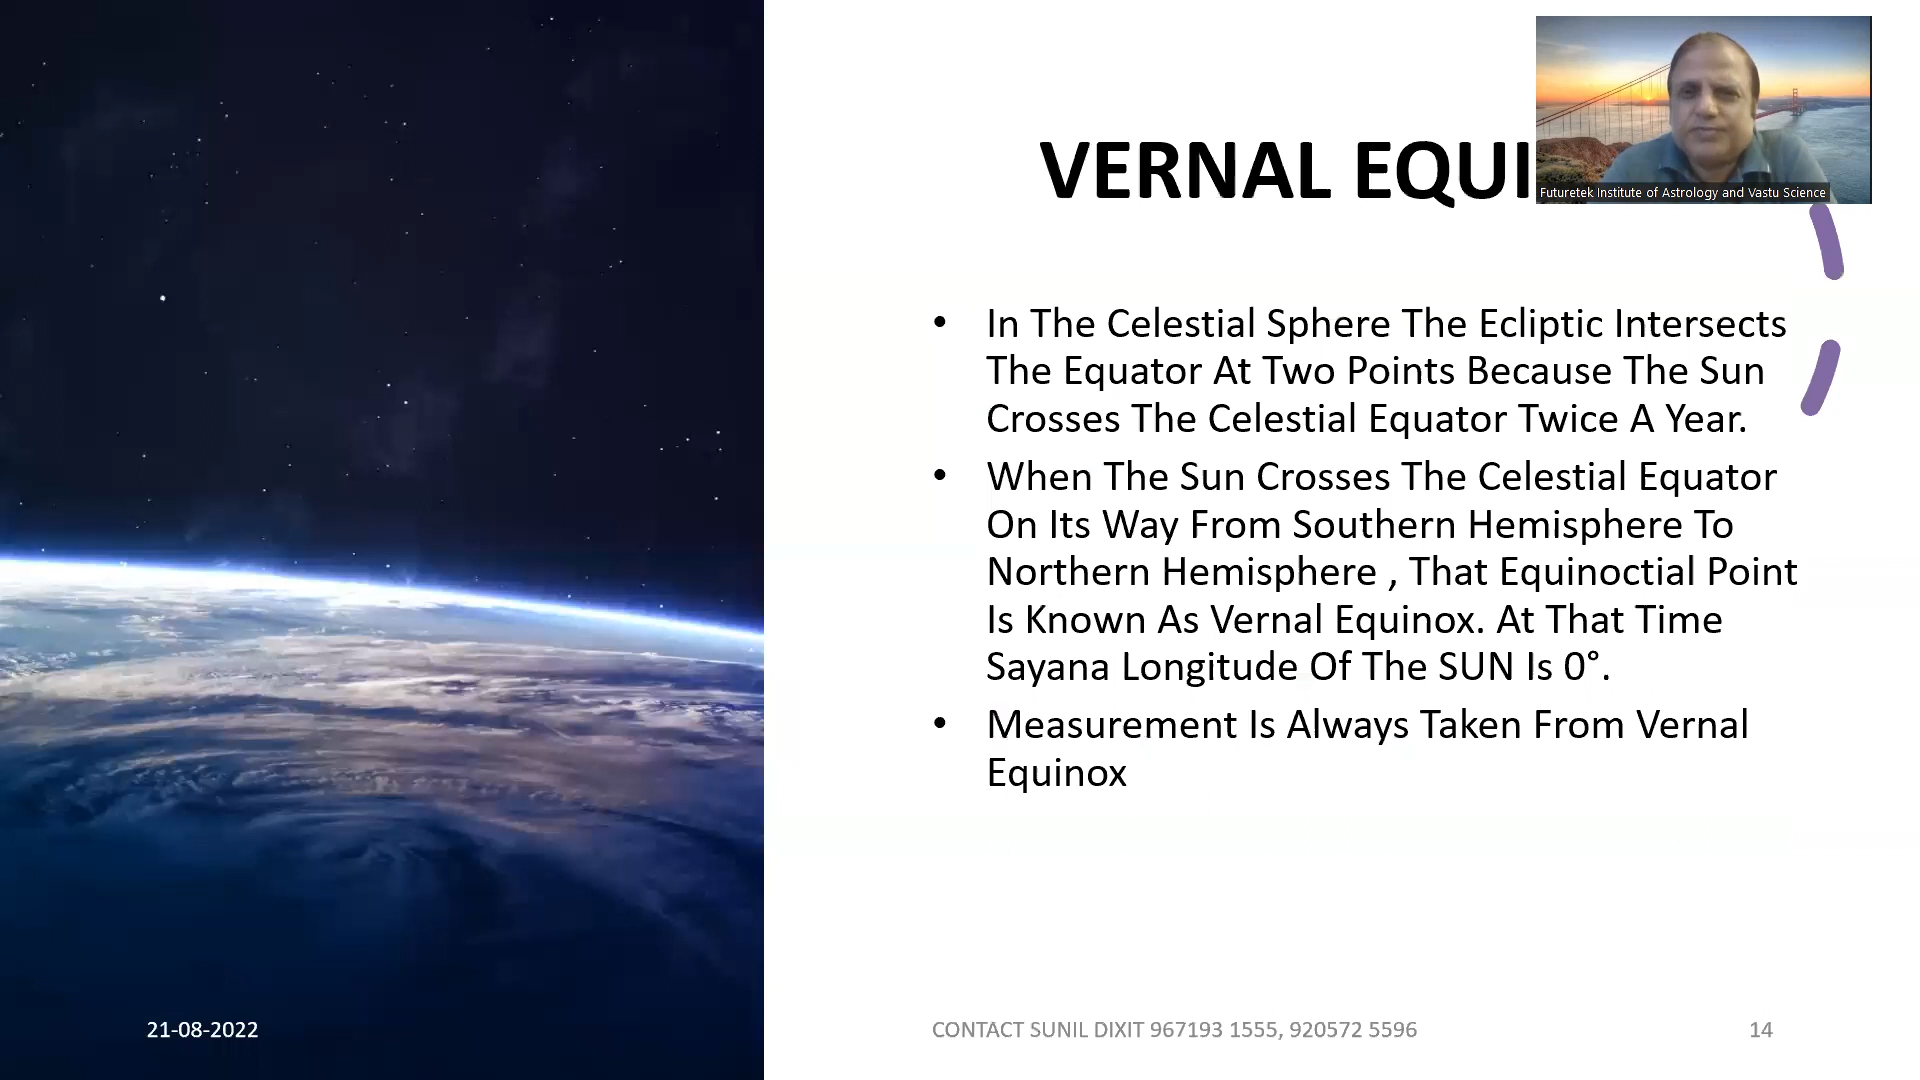 VERNAL EQUI
Futuretek Institute of Astrology and Vastu Science
• In The Celestial Sphere The Ecliptic Intersects
The Equator At Two Points Because The Sun
Crosses The Celestial Equator Twice A Year.
• When The Sun Crosses The Celestial Equator
On Its Way From Southern Hemisphere To
Northern Hemisphere , That Equinoctial Point
Is Known As Vernal Equinox. At That Time
Sayana Longitude Of The SUN Is 0°.
• Measurement Is Always Taken From Vernal
Equinox
21-08-2022
CONTACT SUNIL DIXIT 967193 1555, 920572 5596
14